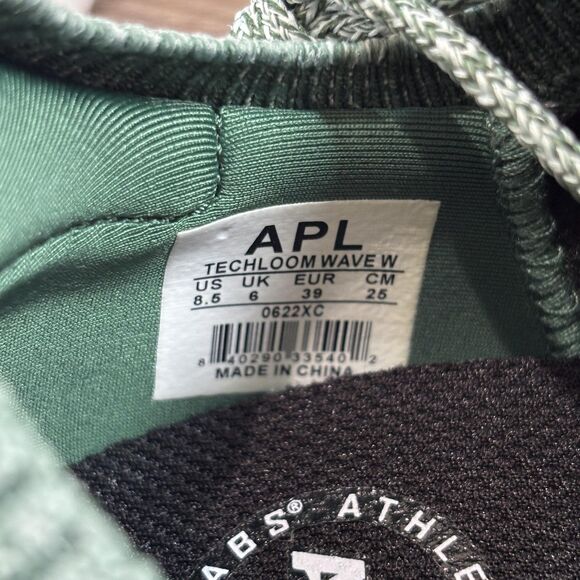 APL
TECHLOOM WAVE W
US UK EUR CM
8.5 6 39 25
0622XC
8 40290 33540 2
MADE IN CHINA
ABS® ATHLE